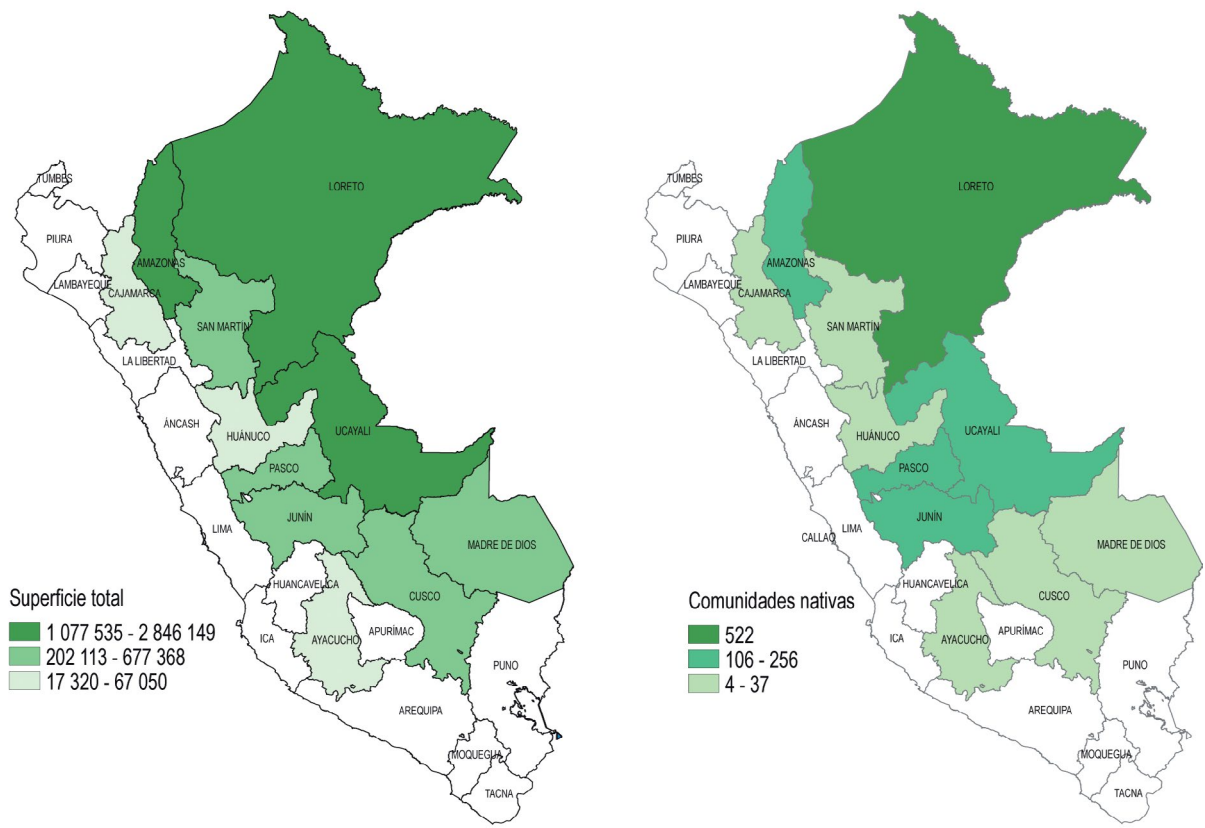 TUMBES
PIURA
LORETO
AMAZONAS
LAMBAYEQUE
CAJAMARCA
SAN MARTÍN
LA LIBERTAD
ÁNCASH
HUÁNUCO
UCAYALI
PASCO
JUNÍN
LIMA
MADRE DE DIOS
HUANCAVELICA
CUSCO
ICA
AYACUCHO
APURÍMAC
PUNO
AREQUIPA
MOQUEGUA
TACNA
Superficie total
1 077 535 - 2 846 149
202 113 - 677 368
17 320 - 67 050
TUMBES
PIURA
LORETO
AMAZONAS
LAMBAYEQUE
CAJAMARCA
SAN MARTÍN
LA LIBERTAD
ÁNCASH
HUÁNUCO
UCAYALI
PASCO
JUNÍN
LIMA
CALLAO
MADRE DE DIOS
HUANCAVELICA
CUSCO
ICA
AYACUCHO
APURÍMAC
PUNO
AREQUIPA
MOQUEGUA
TACNA
Comunidades nativas
522
106 - 256
4 - 37